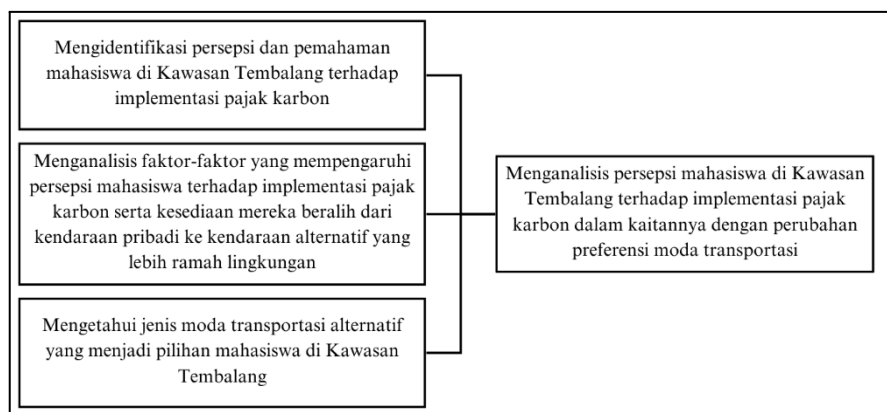 Mengidentifikasi persepsi dan pemahaman
mahasiswa di Kawasan Tembalang terhadap
implementasi pajak karbon
Menganalisis faktor-faktor yang mempengaruhi
persepsi mahasiswa terhadap implementasi pajak
karbon serta kesediaan mereka beralih dari
kendaraan pribadi ke kendaraan alternatif yang
lebih ramah lingkungan
Mengetahui jenis moda transportasi alternatif
yang menjadi pilihan mahasiswa di Kawasan
Tembalang
Menganalisis persepsi mahasiswa di Kawasan
Tembalang terhadap implementasi pajak
karbon dalam kaitannya dengan perubahan
preferensi moda transportasi